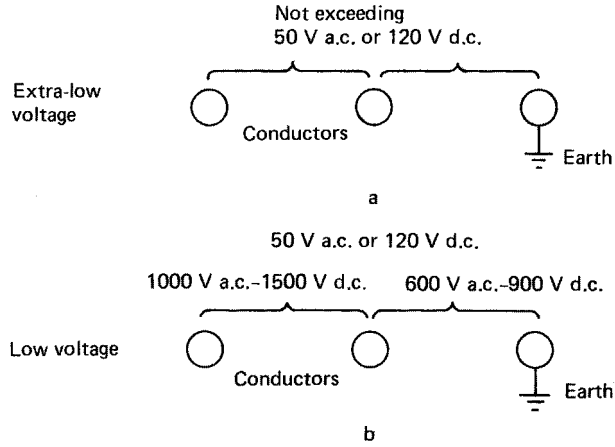 Not exceeding
50 V a.c. or 120 V d.c.
Extra-low
voltage
Conductors
Earth
a
50 V a.c. or 120 V d.c.
1000 V a.c.–1500 V d.c. 600 V a.c.–900 V d.c.
Low voltage
Conductors
Earth
b